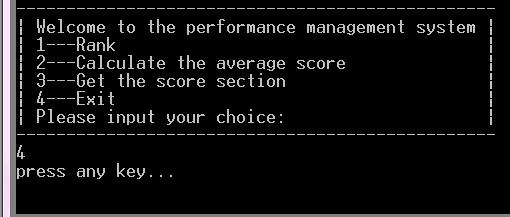 ------------------------------------------------
| Welcome to the performance management system |
| 1---Rank                                     |
| 2---Calculate the average score              |
| 3---Get the score section                    |
| 4---Exit                                     |
| Please input your choice:                    |
------------------------------------------------
4
press any key...